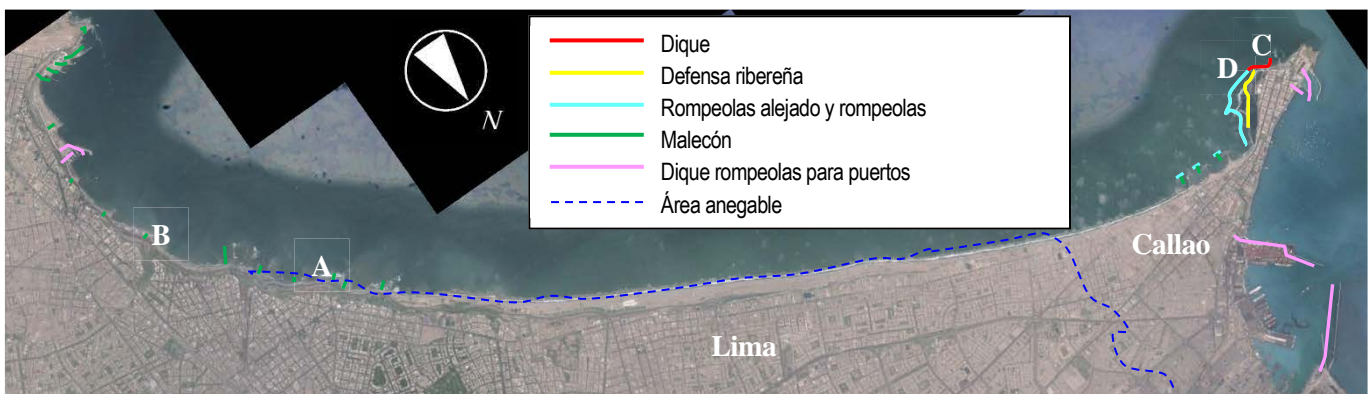 Dique
Defensa ribereña
Rompeolas alejado y rompeolas
Malecón
Dique rompeolas para puertos
Área anegable
N
C
D
B
A
Callao
Lima